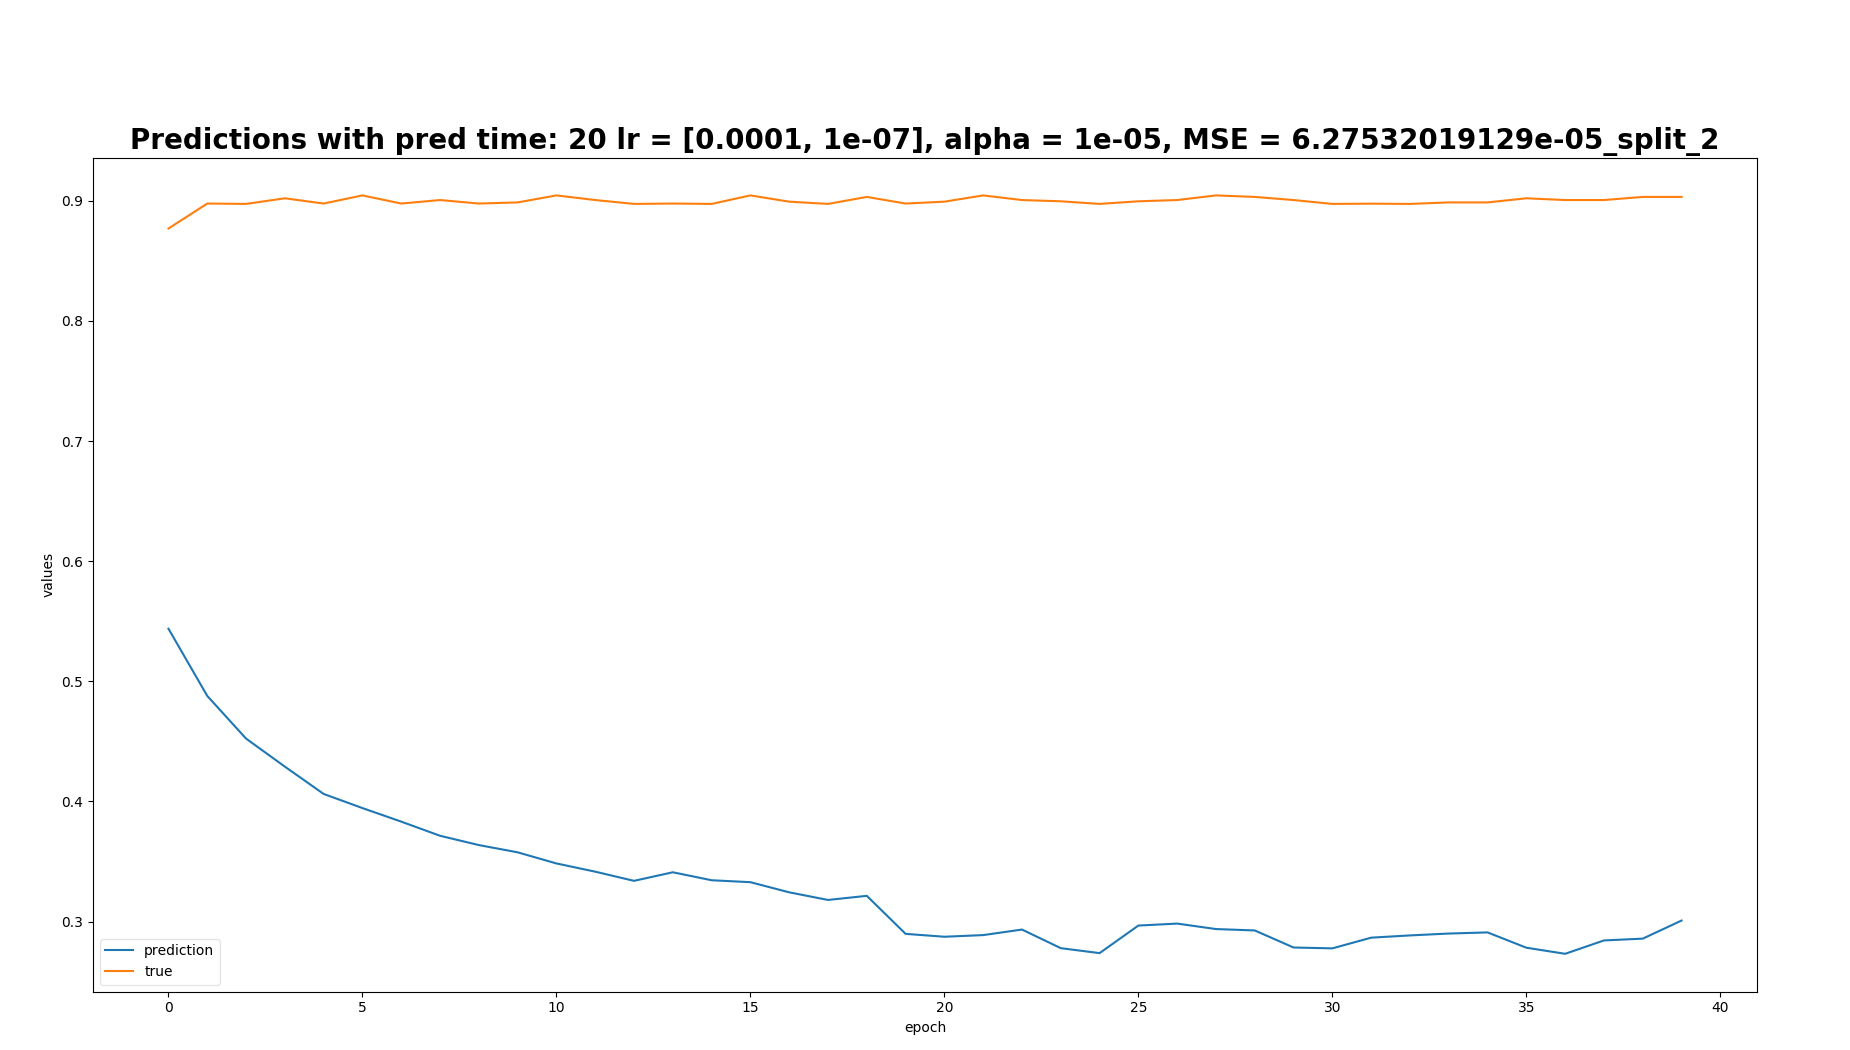 Predictions with pred time: 20 lr = [0.0001, 1e-07], alpha = 1e-05, MSE = 6.27532019129e-05_split_2
0.9
0.8
0.7
0.6
0.5
0.4
0.3
values
prediction
true
0 5 10 15 20 25 30 35 40
epoch